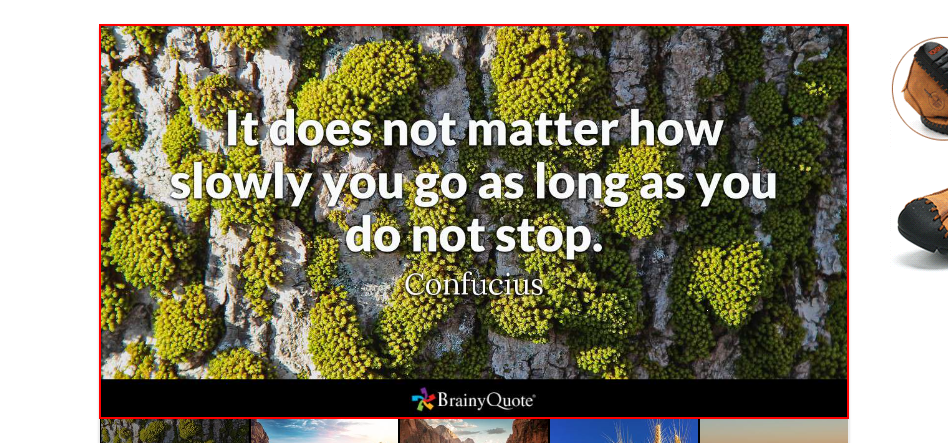 It does not matter how
slowly you go as long as you
do not stop.
Confucius
BrainyQuote®